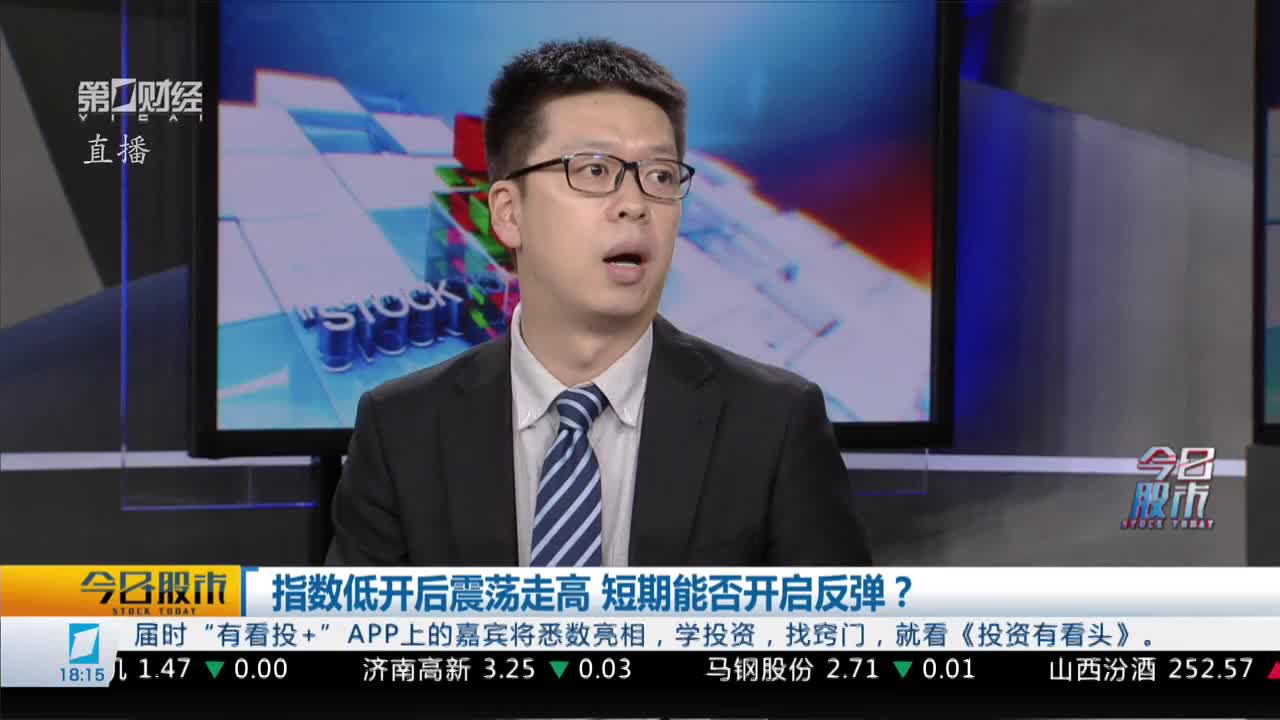 第一财经
YICAI
直播
"STOCK
今日
股市
STOCK TODAY
今日股市
STOCK TODAY
指数低开后震荡走高 短期能否开启反弹？
届时“有看投+”APP上的嘉宾将悉数亮相，学投资，找窍门，就看《投资有看头》。
18:15
1.47 ▼ 0.00 济南高新 3.25 ▼ 0.03 马钢股份 2.71 ▼ 0.01 山西汾酒 252.57